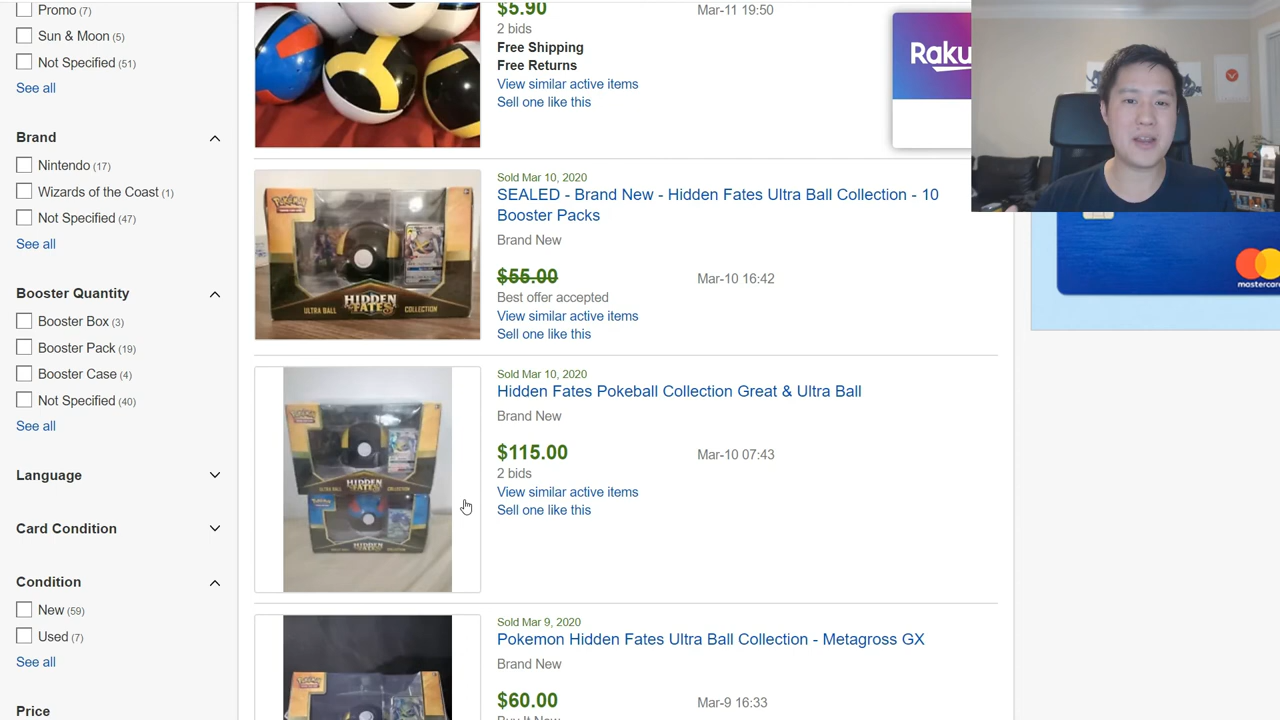 Promo (7)
Sun & Moon (5)
Not Specified (51)
See all
Brand
Nintendo (17)
Wizards of the Coast (1)
Not Specified (47)
See all
Booster Quantity
Booster Box (3)
Booster Pack (19)
Booster Case (4)
Not Specified (40)
See all
Language
Card Condition
Condition
New (59)
Used (7)
See all
Price
$5.90
Mar-11 19:50
2 bids
Free Shipping
Free Returns
View similar active items
Sell one like this
Sold Mar 10, 2020
SEALED - Brand New - Hidden Fates Ultra Ball Collection - 10
Booster Packs
Brand New
$55.00
Mar-10 16:42
Best offer accepted
View similar active items
Sell one like this
POKÉMON
HIDDEN
FATES
ULTRA BALL
COLLECTION
Sold Mar 10, 2020
Hidden Fates Pokeball Collection Great & Ultra Ball
Brand New
$115.00
Mar-10 07:43
2 bids
View similar active items
Sell one like this
HIDDEN
FATES
HIDDEN
FATES
Sold Mar 9, 2020
Pokemon Hidden Fates Ultra Ball Collection - Metagross GX
Brand New
$60.00
Mar-9 16:33
Raku